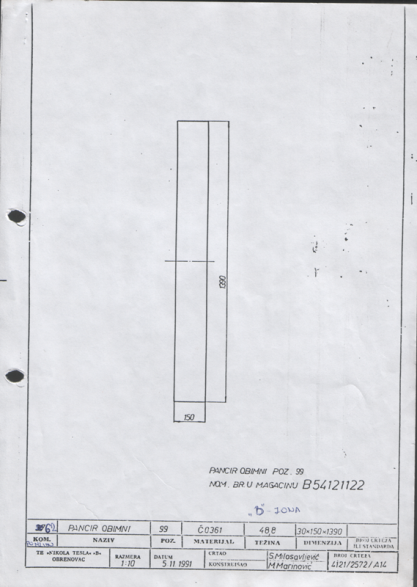 1390
150
PANCIR OBIMNI POZ. 99
NOM. BR U MAGACINU B54121122
PANCIR OBIMNI 99 Č.0361 48,8 30×150×1390
KOM. NAZIV POZ. MATERIJAL TEŽINA DIMENZIJA BROJ CRTEŽA ILI STANDARDA
TE »NIKOLA TESLA« »B« RAZMERA DATUM CRTAO S.Milosavljević BROJ CRTEŽA
OBRENOVAC 1:10 5 11 1991 KONSTRUISAO M.Marinović 4121/2572/A14